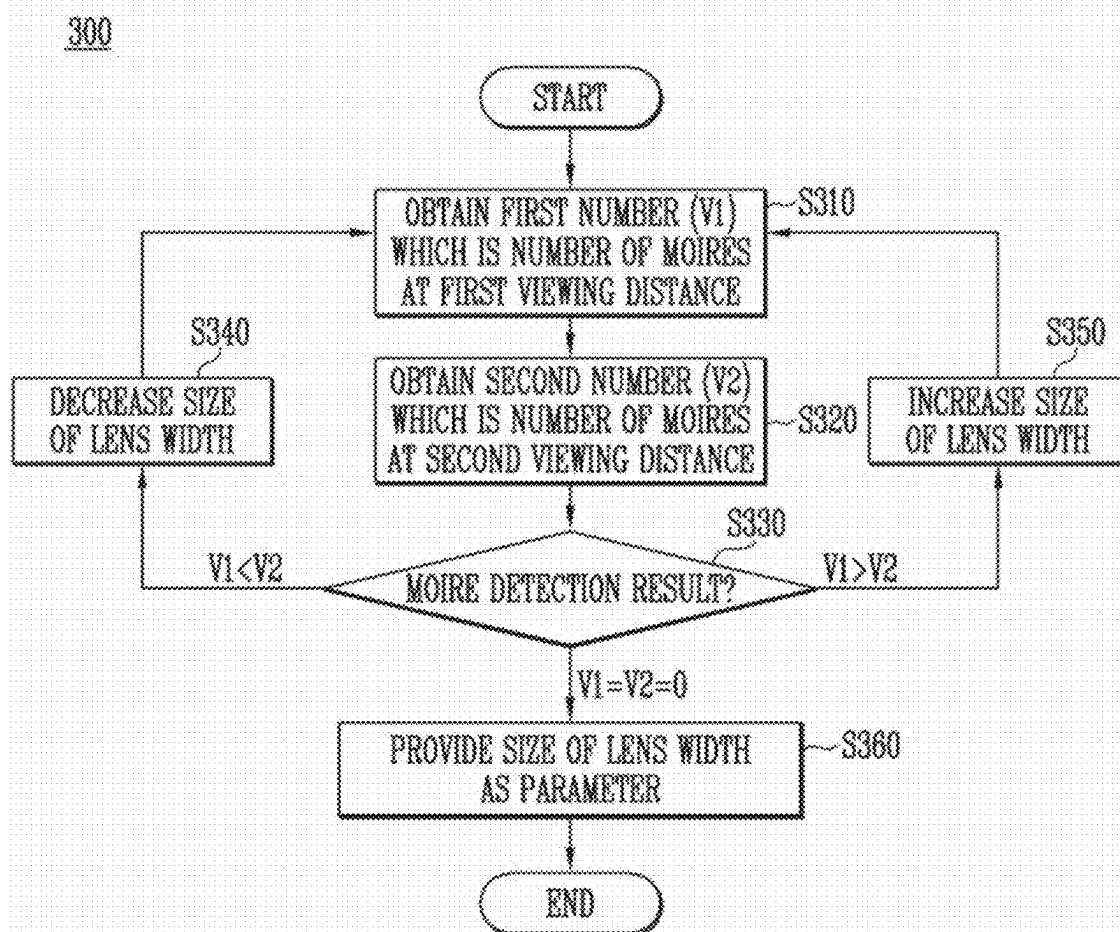 300
START
OBTAIN FIRST NUMBER (V1)
WHICH IS NUMBER OF MOIRES
AT FIRST VIEWING DISTANCE
S310
OBTAIN SECOND NUMBER (V2)
WHICH IS NUMBER OF MOIRES
AT SECOND VIEWING DISTANCE
S320
S340
DECREASE SIZE
OF LENS WIDTH
S350
INCREASE SIZE
OF LENS WIDTH
S330
V1<V2
MOIRE DETECTION RESULT?
V1>V2
V1=V2=0
PROVIDE SIZE OF LENS WIDTH
AS PARAMETER
S360
END